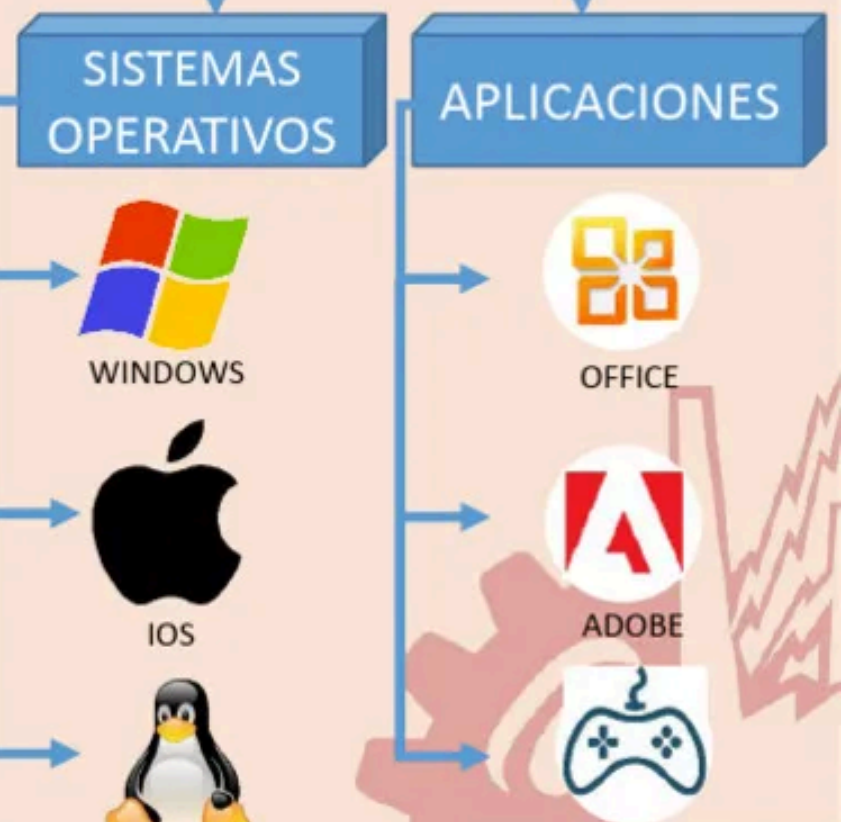 SISTEMAS
OPERATIVOS
APLICACIONES
WINDOWS
OFFICE
IOS
ADOBE